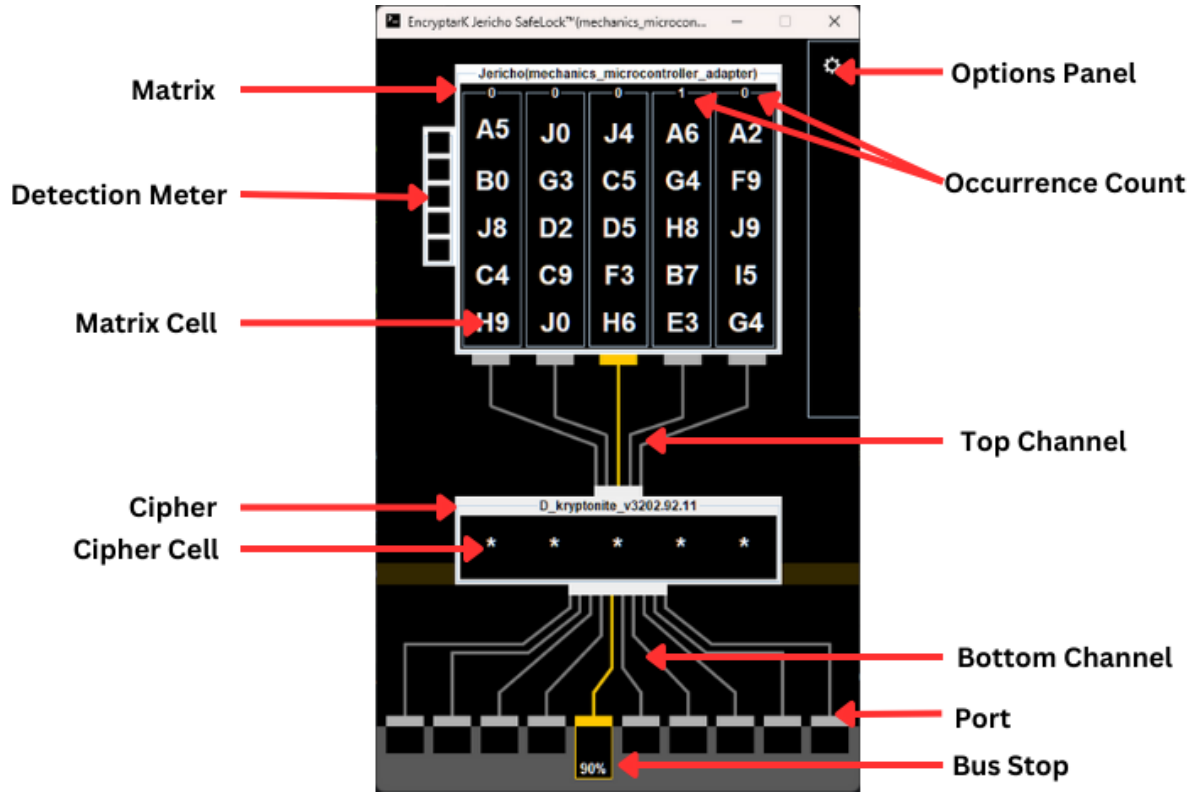 EncryptarK Jericho SafeLock™(mechanics_microcon...
Jericho(mechanics_microcontroller_adapter)
0 0 0 1 0
A5 J0 J4 A6 A2
B0 G3 C5 G4 F9
J8 D2 D5 H8 J9
C4 C9 F3 B7 I5
H9 J0 H6 E3 G4
D_kryptonite_v3202.92.11
* * * * *
90%
Matrix
Detection Meter
Matrix Cell
Cipher
Cipher Cell
Options Panel
Occurrence Count
Top Channel
Bottom Channel
Port
Bus Stop